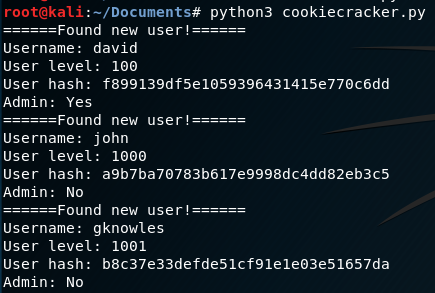 root@kali:~/Documents# python3 cookiecracker.py
======Found new user!======
Username: david
User level: 100
User hash: f899139df5e1059396431415e770c6dd
Admin: Yes
======Found new user!======
Username: john
User level: 1000
User hash: a9b7ba70783b617e9998dc4dd82eb3c5
Admin: No
======Found new user!======
Username: gknowles
User level: 1001
User hash: b8c37e33defde51cf91e1e03e51657da
Admin: No